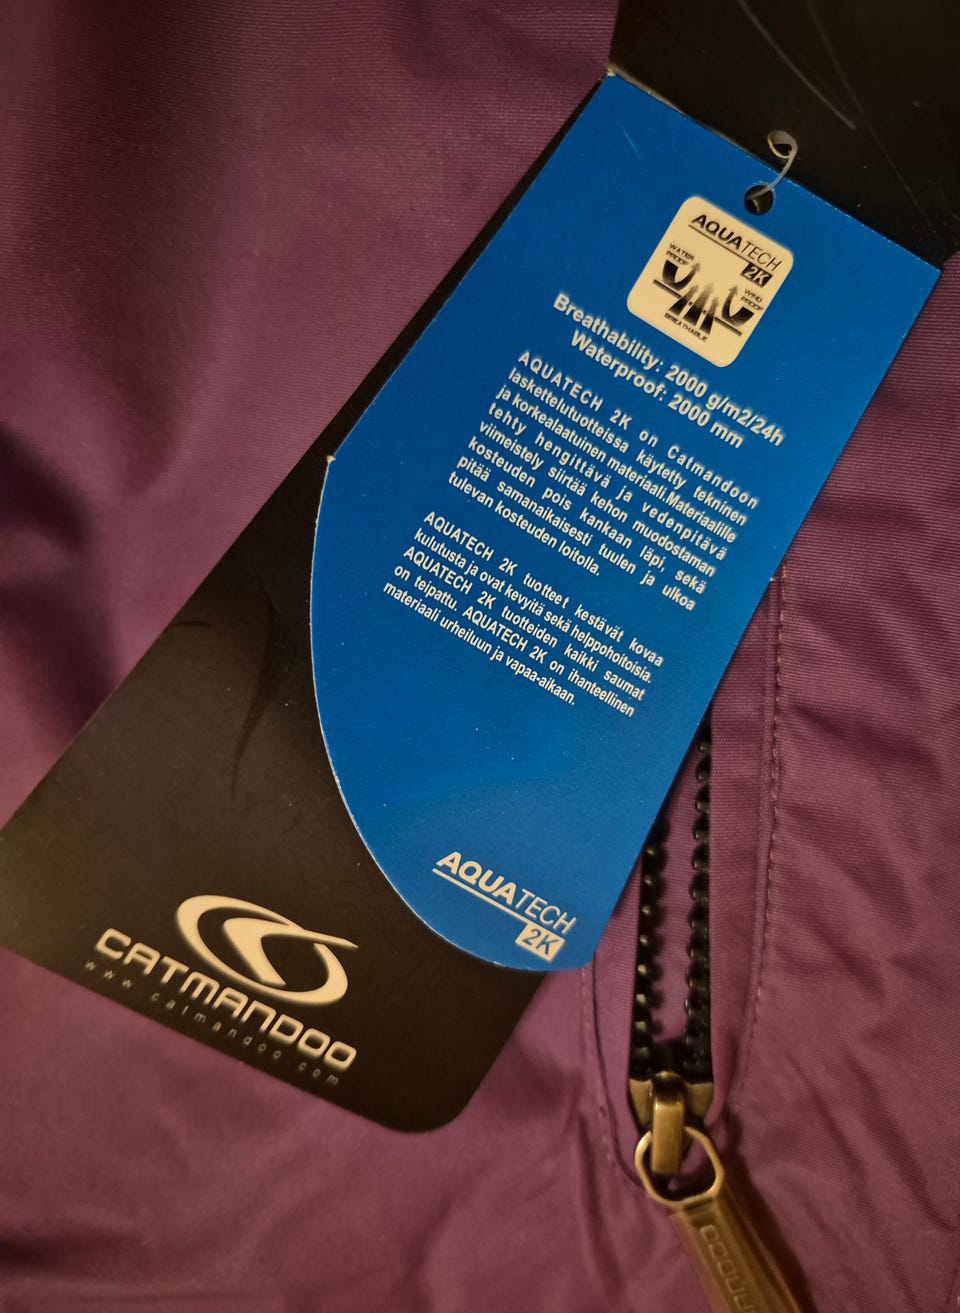 AQUATECH
2K
WATER
PROOF
WIND
PROOF
BREATHABLE
Breathability: 2000 g/m2/24h
Waterproof: 2000 mm
AQUATECH 2K on Catmandoon
laskettelutuotteissa käytetty tekninen
ja korkealaatuinen materiaali.Materiaalille
tehty hengittävä ja vedenpitävä
viimeistely siirtää kehon muodostaman
kosteuden pois kankaan läpi, sekä
pitää samanaikaisesti tuulen ja ulkoa
tulevan kosteuden loitolla.
AQUATECH 2K tuotteet kestävät kovaa
kulutusta ja ovat kevyitä sekä helppohoitoisia.
AQUATECH 2K tuotteiden kaikki saumat
on teipattu. AQUATECH 2K on ihanteellinen
materiaali urheiluun ja vapaa-aikaan.
AQUATECH
2K
CATMANDOO
www.catmandoo.com